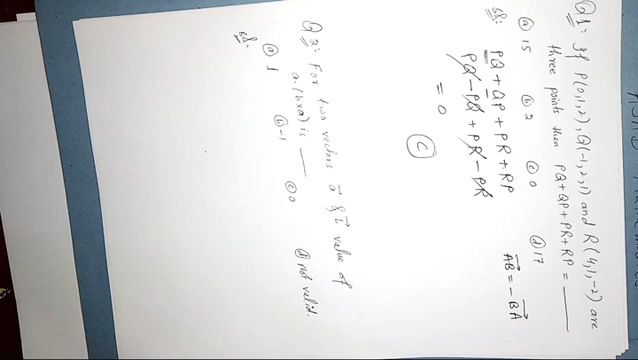 Q1: If P(0,1,2), Q(-1,2,1) and R(4,1,-2) are
three points then PQ + QP + PR + RP = ____
(a) 15 (b) 2 (c) 0 (d) 17
Sol: PQ + QP + PR + RP
PQ - PQ + PR - PR
= 0
(C)
AB = - BA
Q2: For two vectors a & b value of
a·(b×a) is ____
(a) 1 (b) -1 (c) 0 (d) not valid.
Sol.